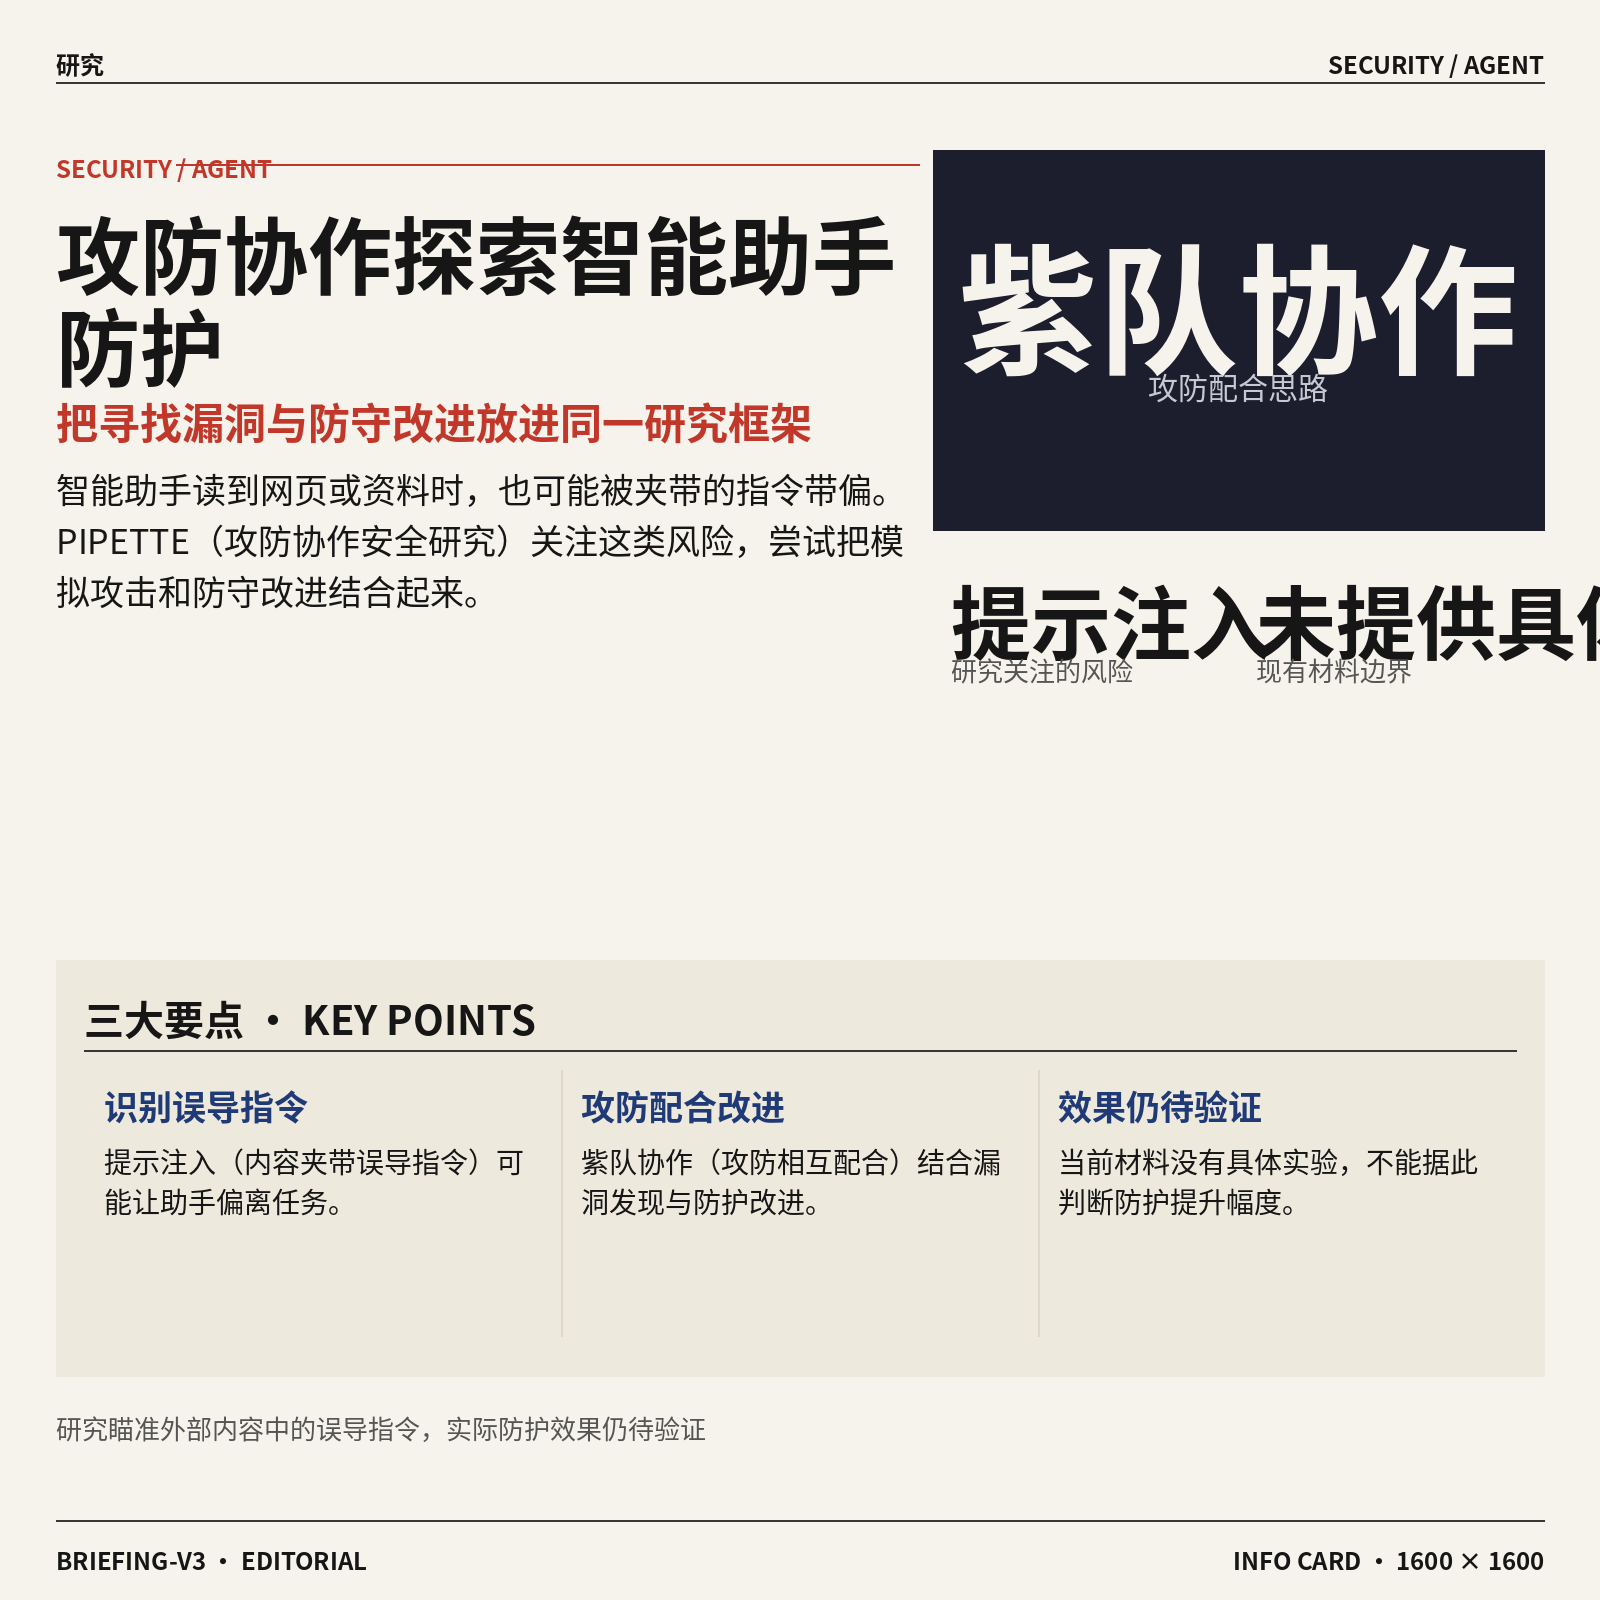 研究
SECURITY / AGENT
SECURITY / AGENT
攻防协作探索智能助手
防护
把寻找漏洞与防守改进放进同一研究框架
智能助手读到网页或资料时，也可能被夹带的指令带偏。
PIPETTE（攻防协作安全研究）关注这类风险，尝试把模
拟攻击和防守改进结合起来。
紫队协作
攻防配合思路
提示注入
研究关注的风险
未提供具
现有材料边界
三大要点 · KEY POINTS
识别误导指令
提示注入（内容夹带误导指令）可
能让助手偏离任务。
攻防配合改进
紫队协作（攻防相互配合）结合漏
洞发现与防护改进。
效果仍待验证
当前材料没有具体实验，不能据此
判断防护提升幅度。
研究瞄准外部内容中的误导指令，实际防护效果仍待验证
BRIEFING-V3 · EDITORIAL
INFO CARD · 1600 × 1600